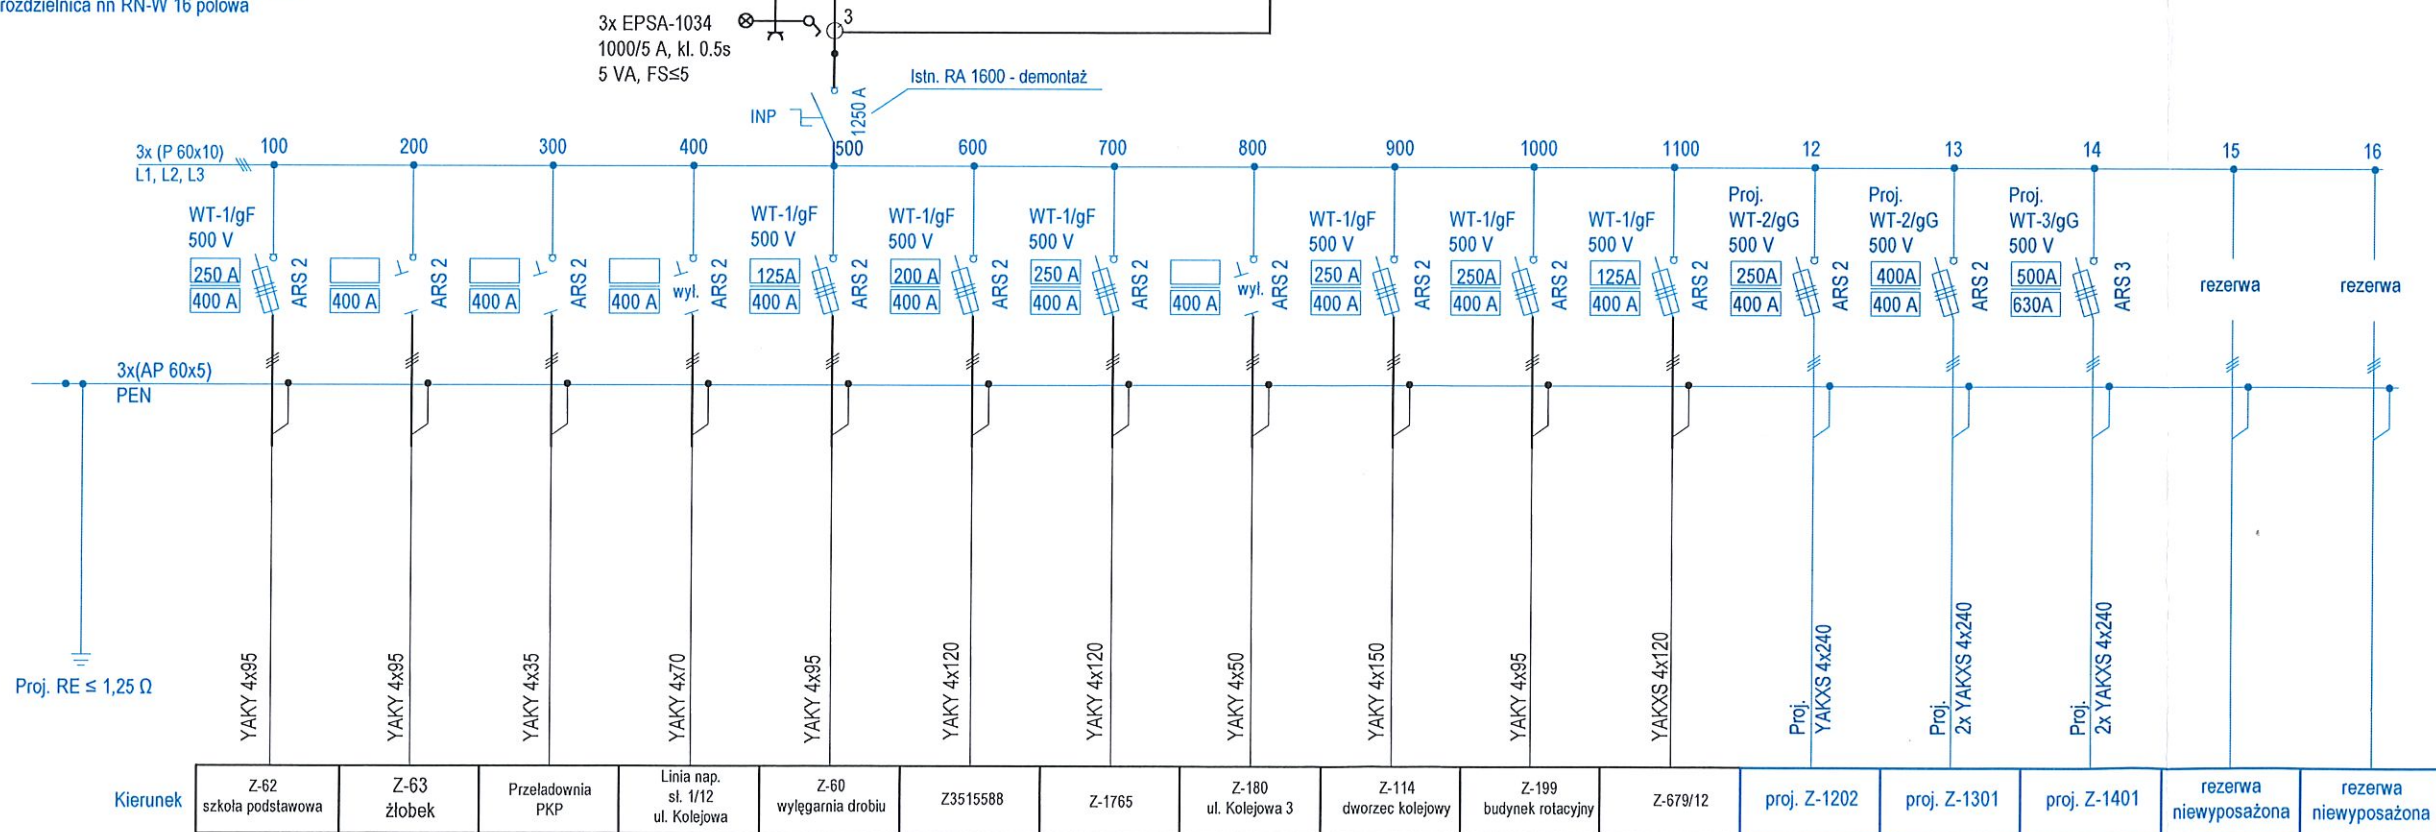 rozdzielnica nn RN-W 16 polowa
3x EPSA-1034
1000/5 A, kl. 0.5s
5 VA, FS≤5
3
Istn. RA 1600 - demontaż
INP
1250 A
3x (P 60x10)
L1, L2, L3
100
200
300
400
500
600
700
800
900
1000
1100
12
13
14
15
16
WT-1/gF
500 V
250 A
400 A
ARS 2
400 A
ARS 2
400 A
ARS 2
wył.
400 A
ARS 2
WT-1/gF
500 V
125A
400 A
ARS 2
WT-1/gF
500 V
200 A
400 A
ARS 2
WT-1/gF
500 V
250 A
400 A
ARS 2
wył.
400 A
ARS 2
WT-1/gF
500 V
250 A
400 A
ARS 2
WT-1/gF
500 V
250A
400 A
ARS 2
WT-1/gF
500 V
125A
400 A
ARS 2
Proj.
WT-2/gG
500 V
250A
400 A
ARS 2
Proj.
WT-2/gG
500 V
400A
400 A
ARS 2
Proj.
WT-3/gG
500 V
500A
630A
ARS 3
rezerwa
rezerwa
3x(AP 60x5)
PEN
Proj. RE ≤ 1,25 Ω
YAKY 4x95
YAKY 4x95
YAKY 4x35
YAKY 4x70
YAKY 4x95
YAKY 4x120
YAKY 4x120
YAKY 4x50
YAKY 4x150
YAKY 4x95
YAKXS 4x120
Proj.
YAKXS 4x240
Proj.
2x YAKXS 4x240
Proj.
2x YAKXS 4x240
Kierunek
Z-62
szkoła podstawowa
Z-63
żłobek
Przeładownia
PKP
Linia nap.
sł. 1/12
ul. Kolejowa
Z-60
wylęgarnia drobiu
Z3515588
Z-1765
Z-180
ul. Kolejowa 3
Z-114
dworzec kolejowy
Z-199
budynek rotacyjny
Z-679/12
proj. Z-1202
proj. Z-1301
proj. Z-1401
rezerwa
niewyposażona
rezerwa
niewyposażona